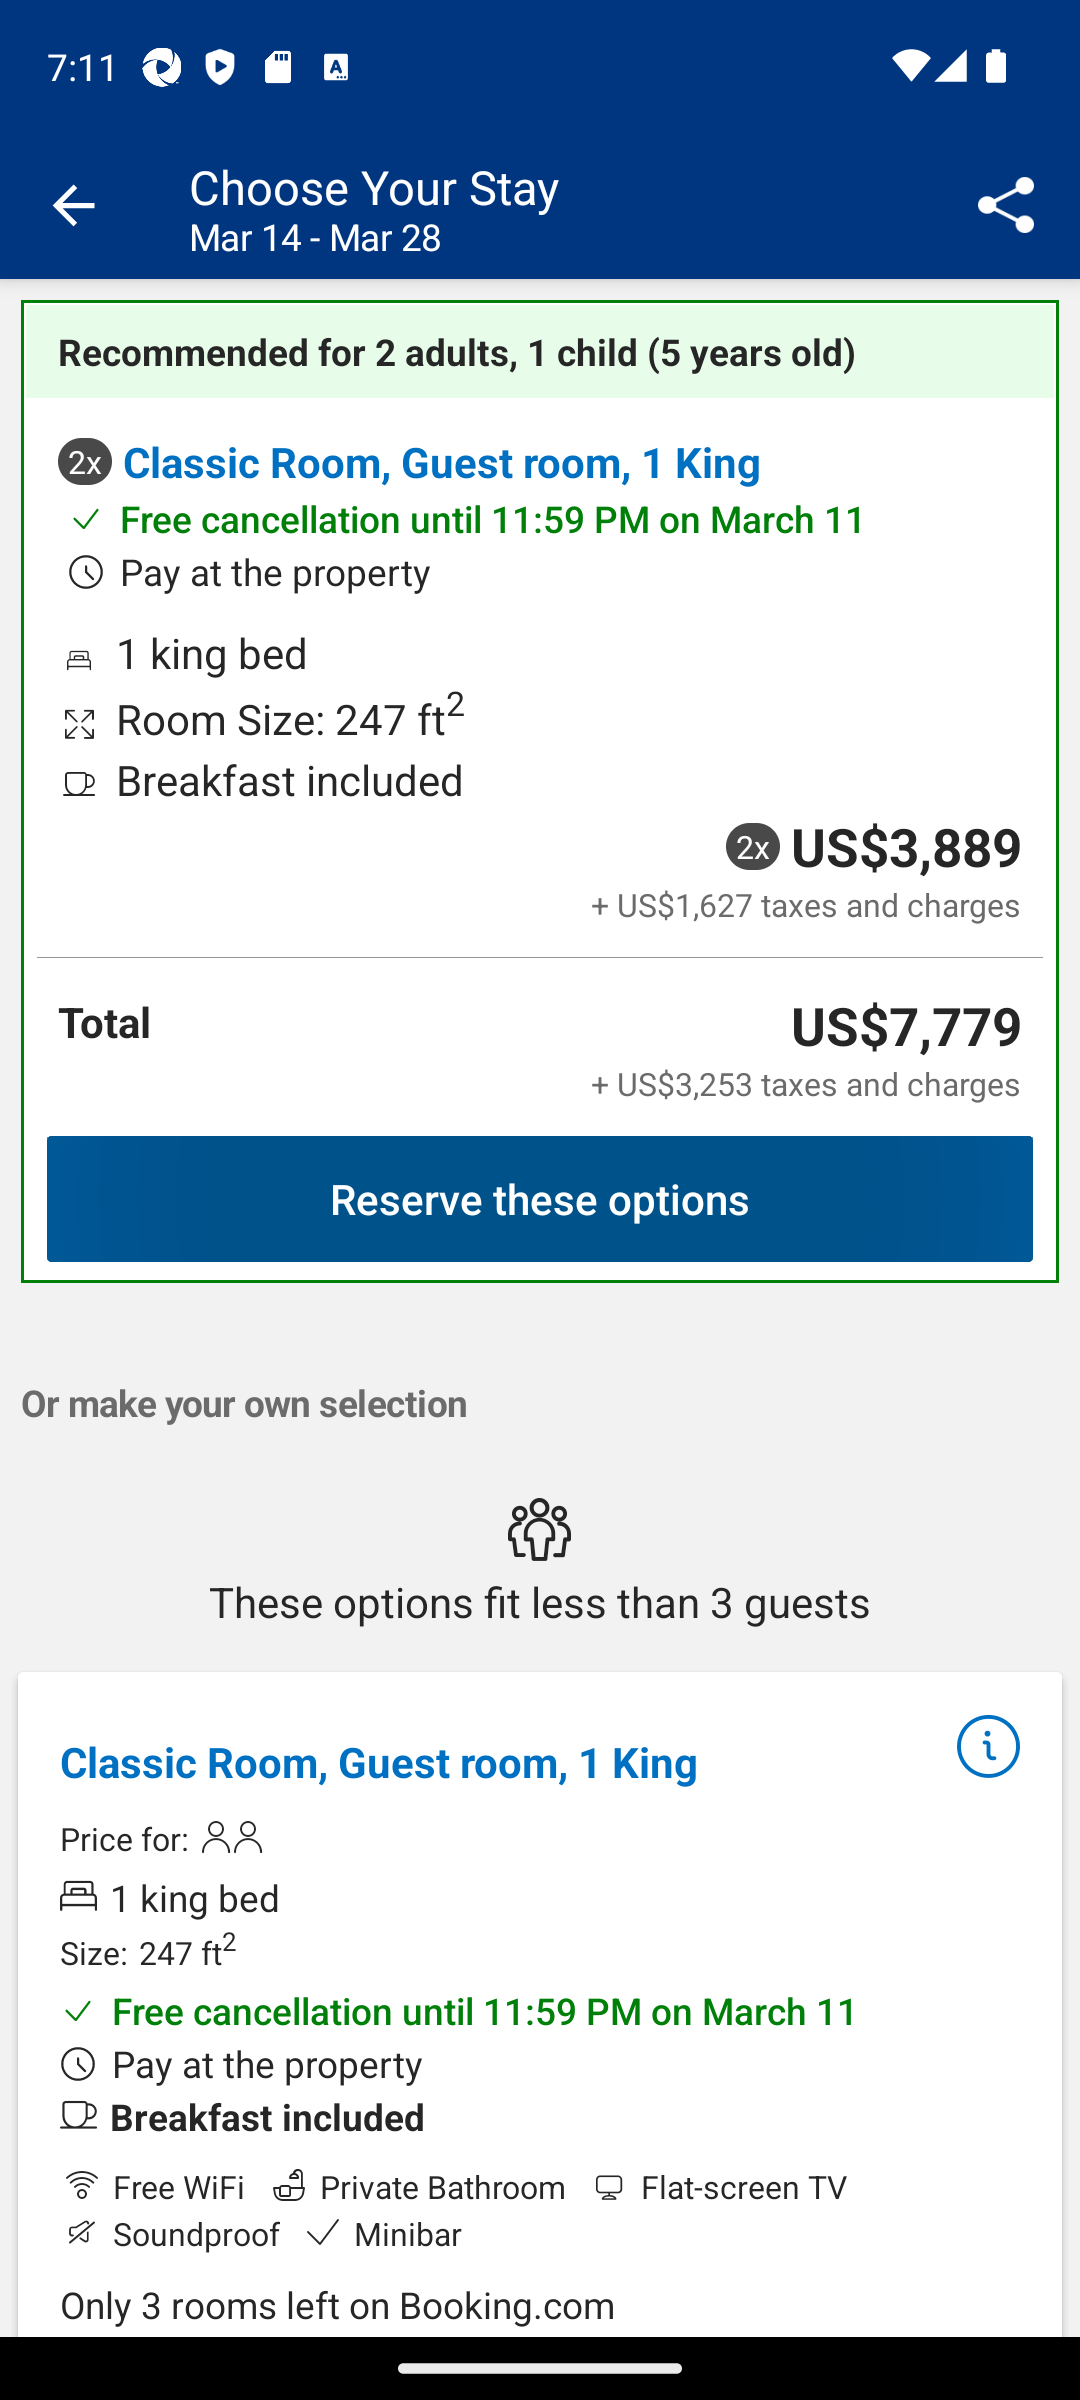 7:11
Choose Your Stay
Mar 14 - Mar 28
Recommended for 2 adults, 1 child (5 years old)
2x Classic Room, Guest room, 1 King
Free cancellation until 11:59 PM on March 11
Pay at the property
1 king bed
Room Size: 247 ft²
Breakfast included
2x US$3,889
+ US$1,627 taxes and charges
Total US$7,779
+ US$3,253 taxes and charges
Reserve these options
Or make your own selection
These options fit less than 3 guests
Classic Room, Guest room, 1 King
Price for:
1 king bed
Size: 247 ft²
Free cancellation until 11:59 PM on March 11
Pay at the property
Breakfast included
Free WiFi Private Bathroom Flat-screen TV
Soundproof Minibar
Only 3 rooms left on Booking.com